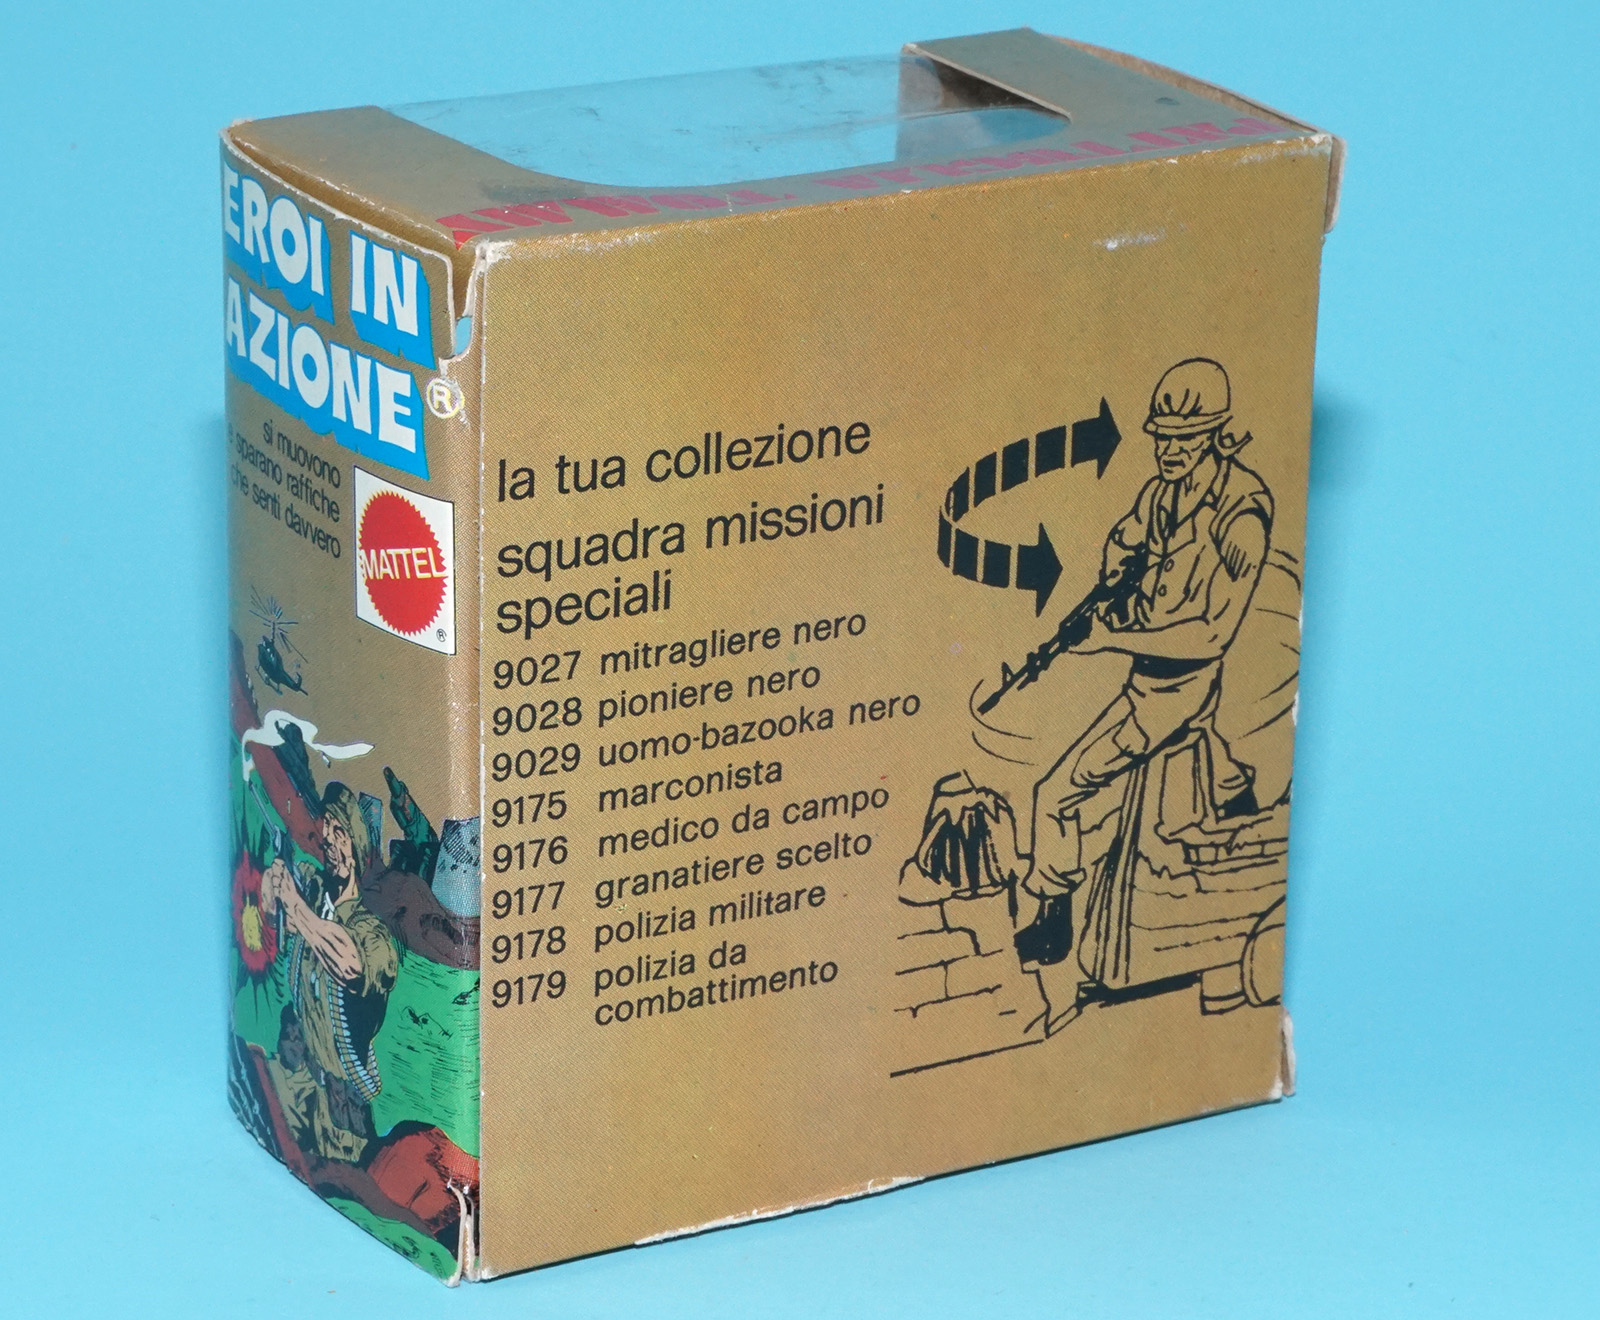 EROI IN
AZIONE®
si muovono
e sparano raffiche
che senti davvero
MATTEL
®
la tua collezione
squadra missioni
speciali
9027 mitragliere nero
9028 pioniere nero
9029 uomo-bazooka nero
9175 marconista
9176 medico da campo
9177 granatiere scelto
9178 polizia militare
9179 polizia da
combattimento